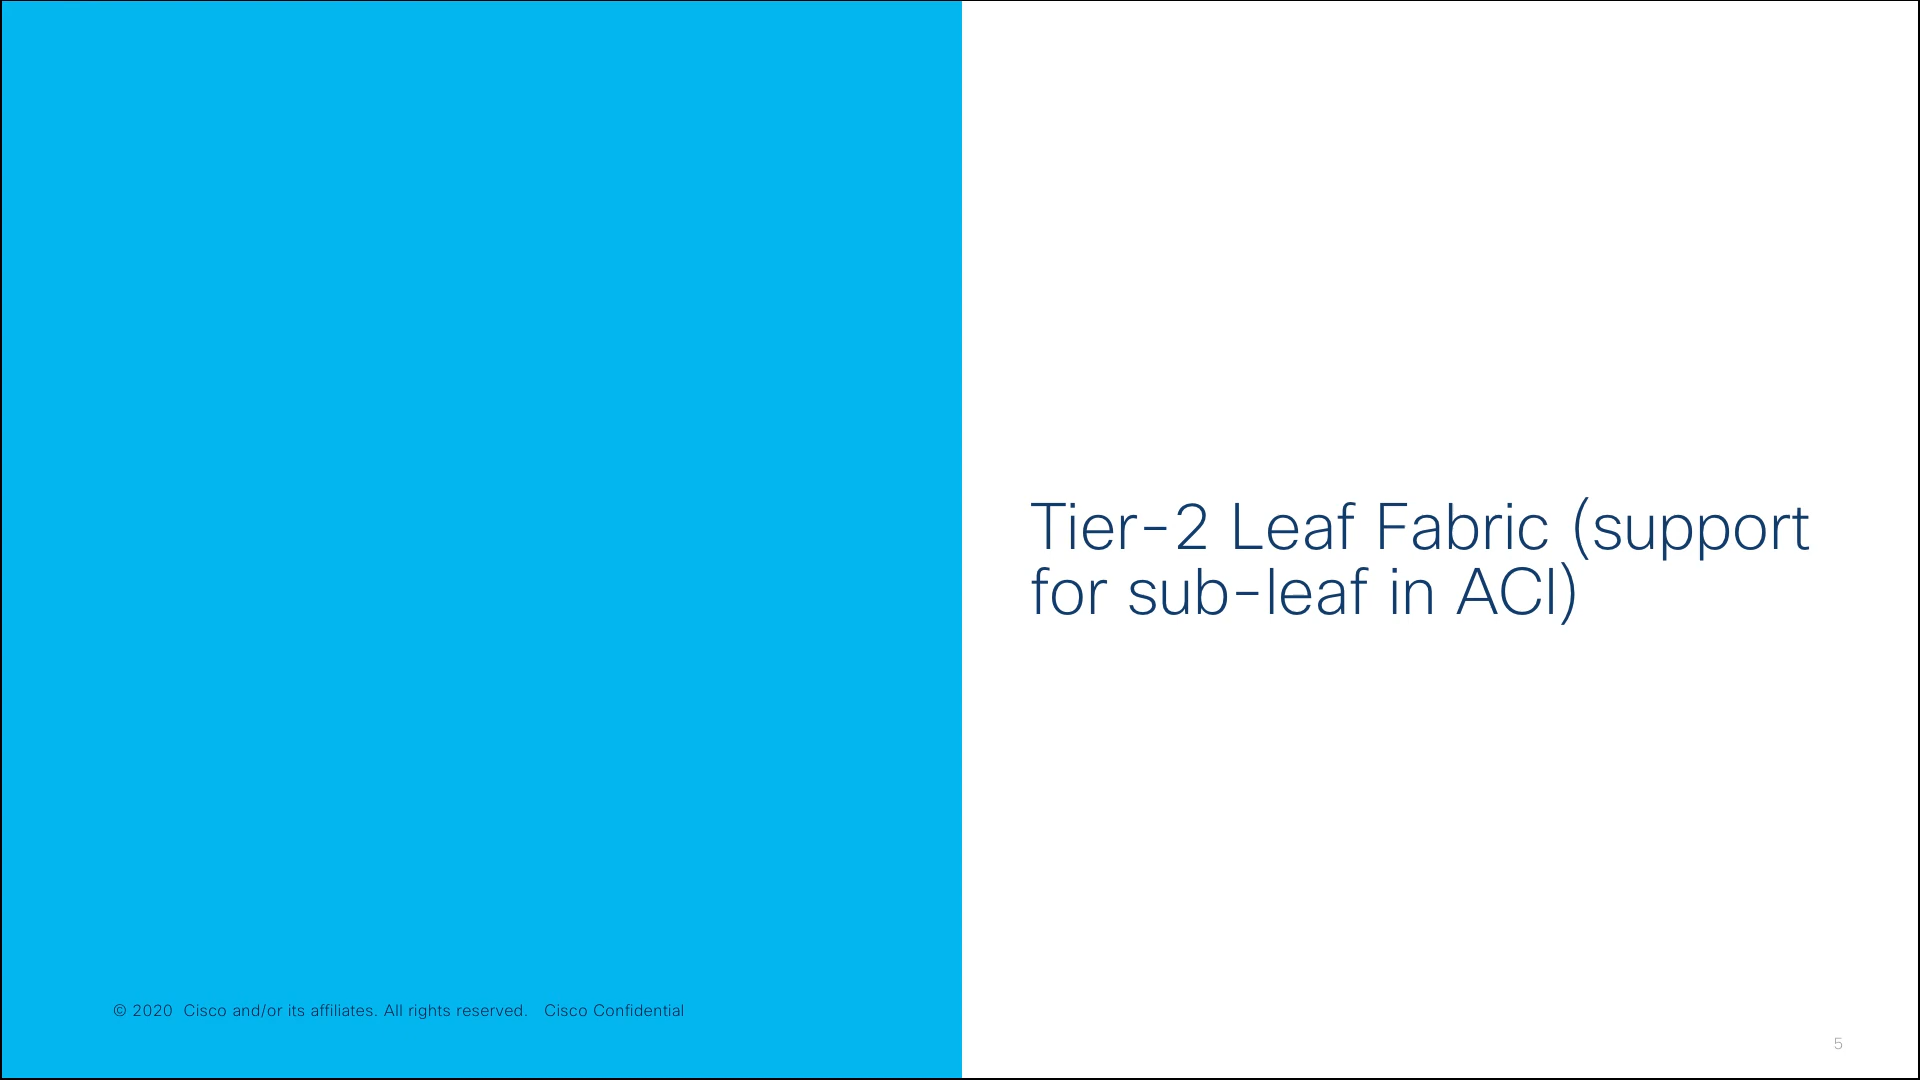 Tier-2 Leaf Fabric (support
for sub-leaf in ACI)
© 2020 Cisco and/or its affiliates. All rights reserved. Cisco Confidential
5